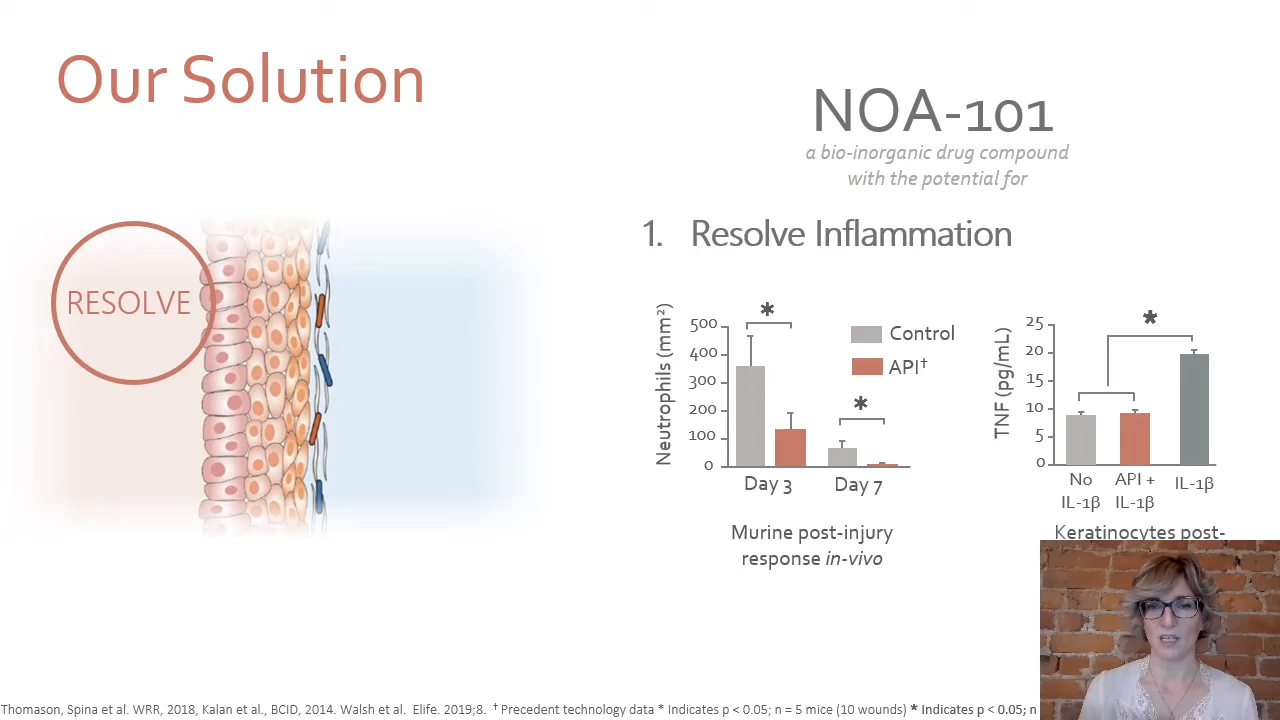 Our Solution
NOA-101
a bio-inorganic drug compound
with the potential for
1. Resolve Inflammation
RESOLVE
Neutrophils (mm²)
500
400
300
200
100
0
*
*
Control
API†
Day 3
Day 7
Murine post-injury
response in-vivo
TNF (pg/mL)
25
20
15
10
5
0
*
No
IL-1β
API +
IL-1β
IL-1β
Keratinocytes post-
Thomason, Spina et al. WRR, 2018, Kalan et al., BCID, 2014. Walsh et al. Elife. 2019;8. † Precedent technology data * Indicates p < 0.05; n = 5 mice (10 wounds) * Indicates p < 0.05; n